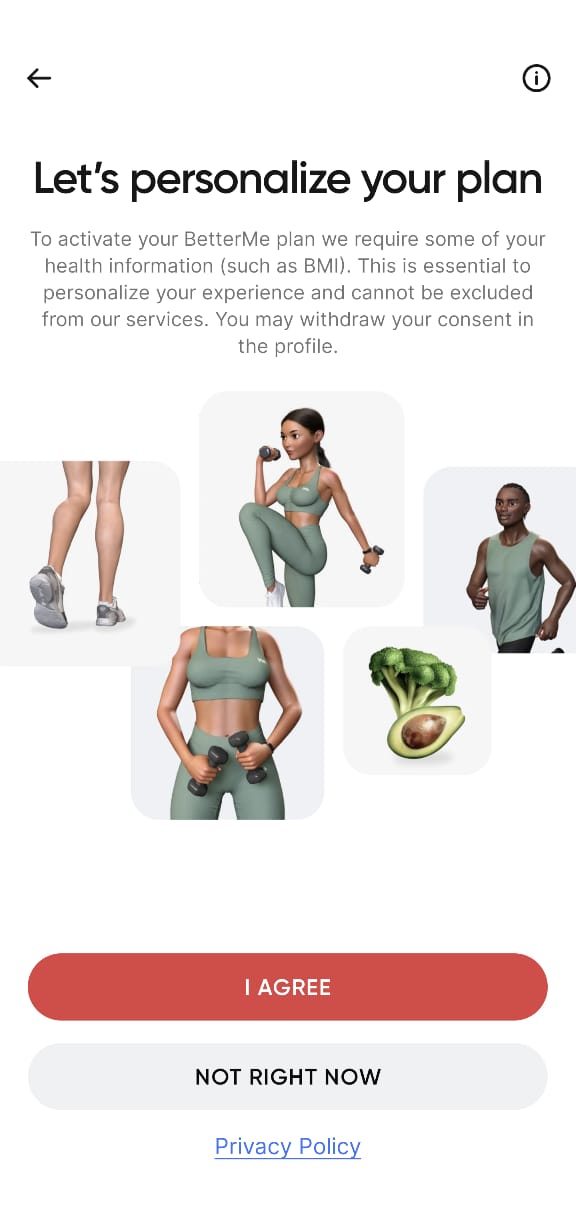 Let's personalize your plan
To activate your BetterMe plan we require some of your
health information (such as BMI). This is essential to
personalize your experience and cannot be excluded
from our services. You may withdraw your consent in
the profile.
I AGREE
NOT RIGHT NOW
Privacy Policy